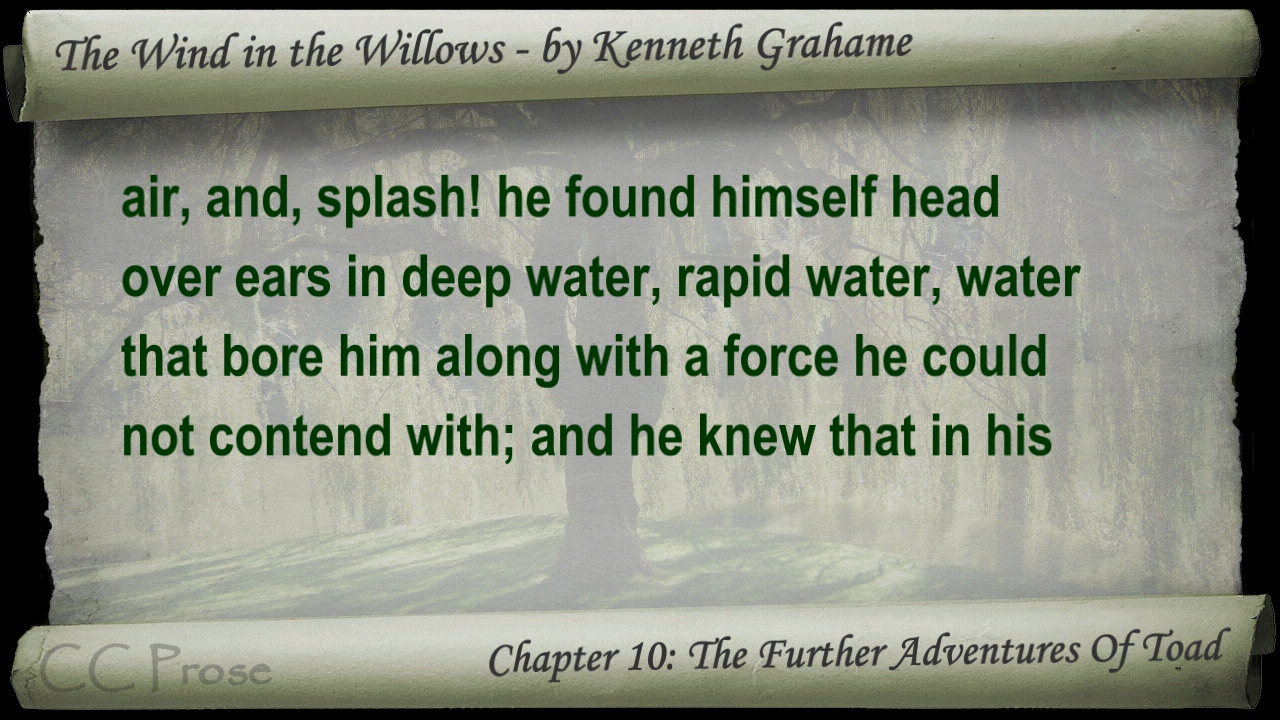 The Wind in the Willows - by Kenneth Grahame
air, and, splash! he found himself head
over ears in deep water, rapid water, water
that bore him along with a force he could
not contend with; and he knew that in his
CC Prose
Chapter 10: The Further Adventures Of Toad